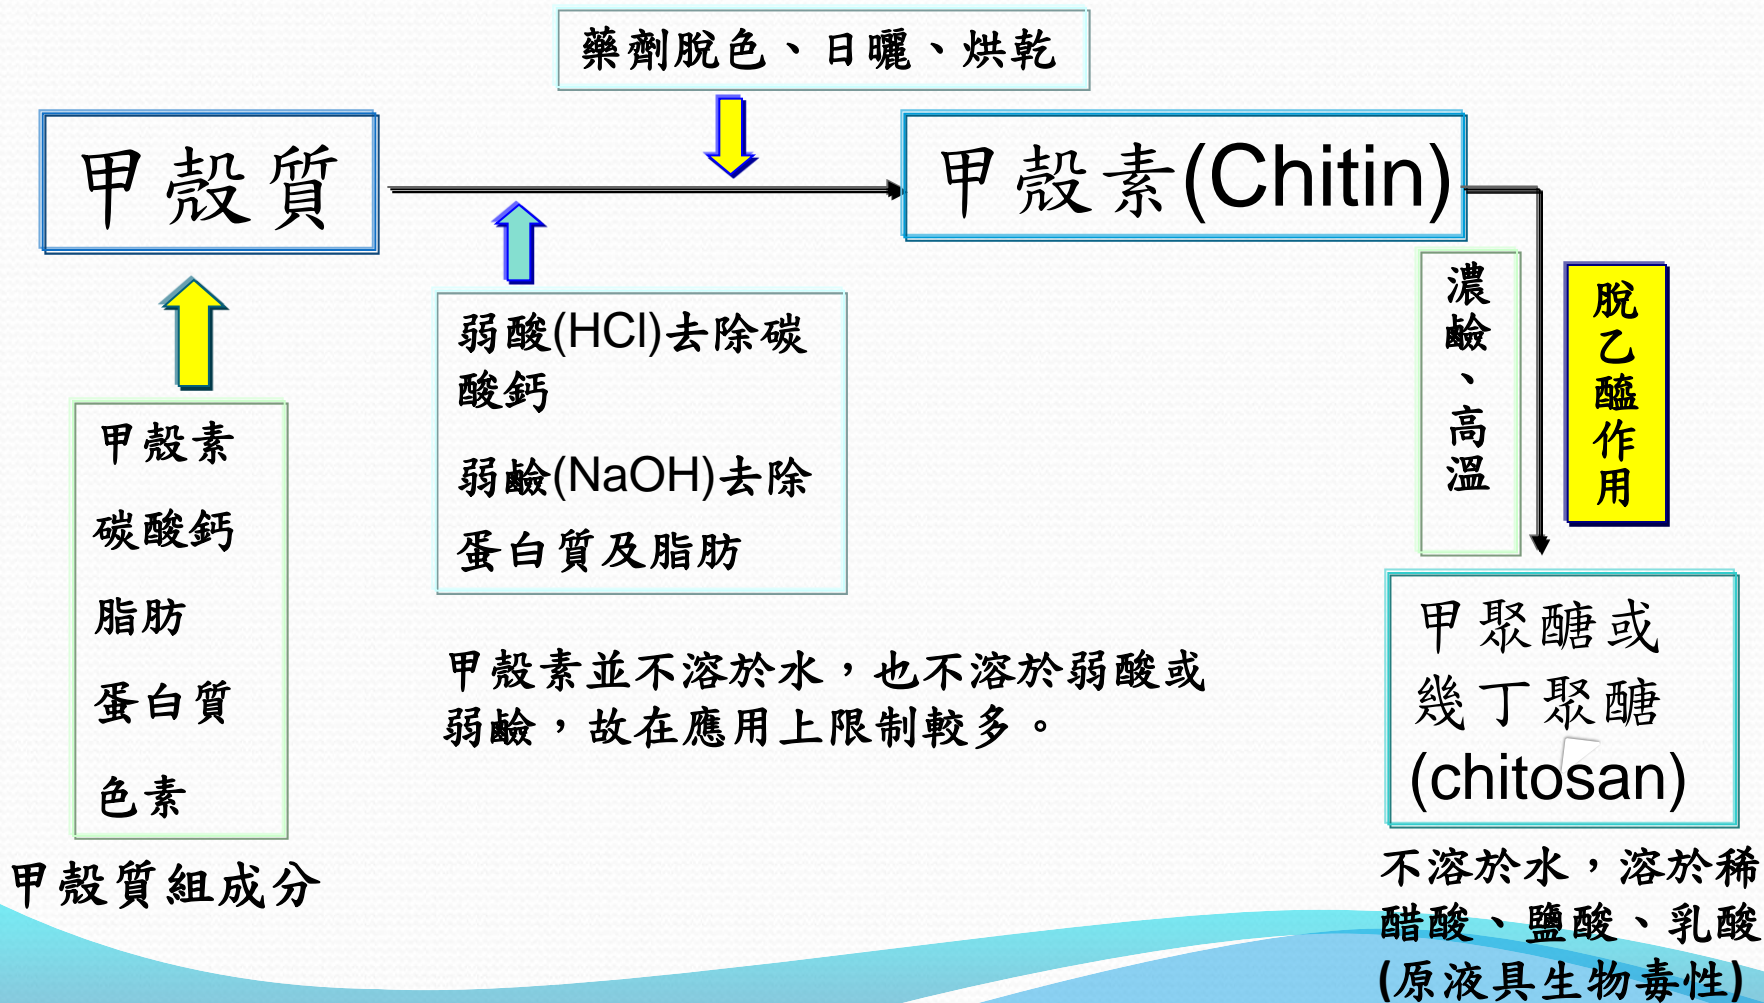 藥劑脫色、日曬、烘乾
甲殼質
甲殼素(Chitin)
弱酸(HCl)去除碳
酸鈣
弱鹼(NaOH)去除
蛋白質及脂肪
甲殼素
碳酸鈣
脂肪
蛋白質
色素
甲殼質組成分
濃鹼、高溫
脫乙醯作用
甲殼素並不溶於水，也不溶於弱酸或
弱鹼，故在應用上限制較多。
甲聚醣或
幾丁聚醣
(chitosan)
不溶於水，溶於稀
醋酸、鹽酸、乳酸
(原液具生物毒性)